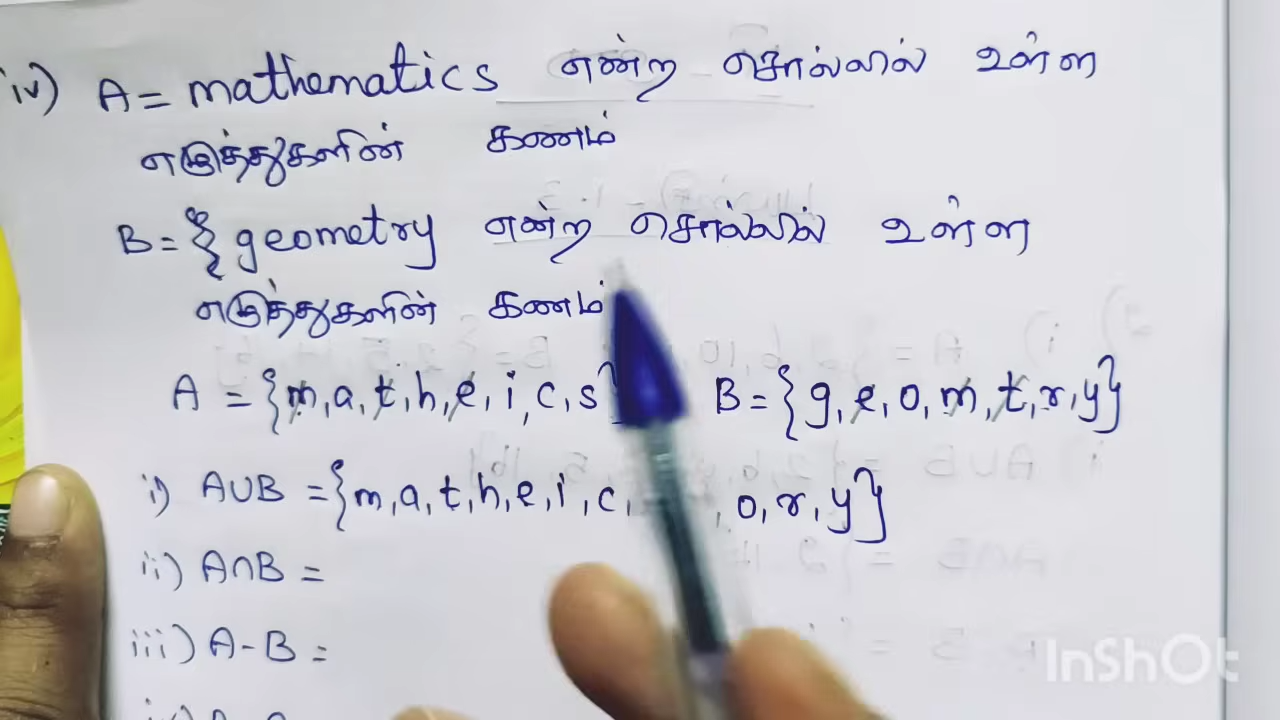 iv) A = mathematics என்ற சொல்லில் உள்ள
எழுத்துகளின் கணம்
B = { geometry என்ற சொல்லில் உள்ள
எழுத்துகளின் கணம்
A = {m, a, t, h, e, i, c, s} B = {g, e, o, m, t, r, y}
i) A∪B = {m, a, t, h, e, i, c, , o, r, y}
ii) A∩B =
iii) A-B =
InShOt